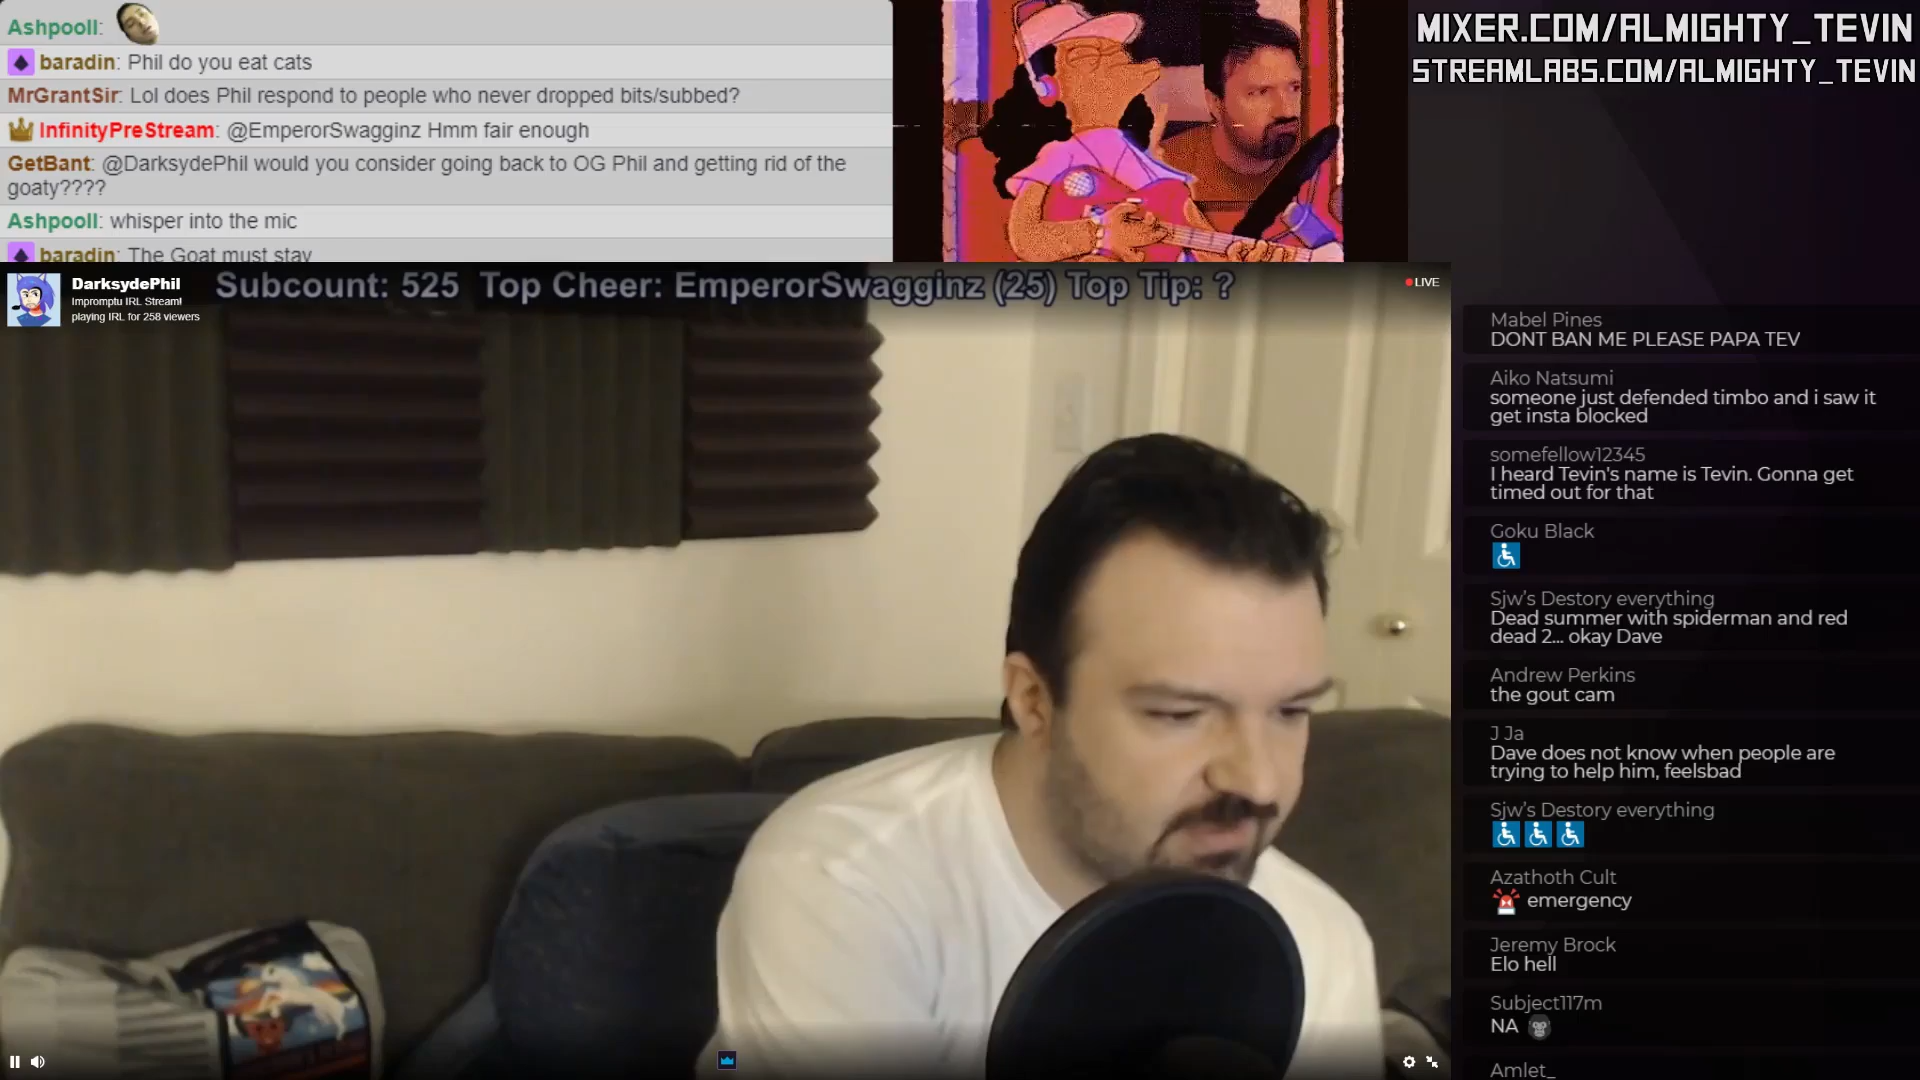 Ashpooll:
baradin: Phil do you eat cats
MrGrantSir: Lol does Phil respond to people who never dropped bits/subbed?
InfinityPreStream: @EmperorSwagginz Hmm fair enough
GetBant: @DarksydePhil would you consider going back to OG Phil and getting rid of the
goaty????
Ashpooll: whisper into the mic
baradin: The Goat must stay
MIXER.COM/ALMIGHTY_TEVIN
STREAMLABS.COM/ALMIGHTY_TEVIN
DarksydePhil
Impromptu IRL Stream!
playing IRL for 258 viewers
Subcount: 525 Top Cheer: EmperorSwagginz (25) Top Tip: ?
LIVE
Mabel Pines
DONT BAN ME PLEASE PAPA TEV
Aiko Natsumi
someone just defended timbo and i saw it
get insta blocked
somefellow12345
I heard Tevin's name is Tevin. Gonna get
timed out for that
Goku Black
Sjw's Destory everything
Dead summer with spiderman and red
dead 2... okay Dave
Andrew Perkins
the gout cam
J Ja
Dave does not know when people are
trying to help him, feelsbad
Sjw's Destory everything
Azathoth Cult
emergency
Jeremy Brock
Elo hell
Subject117m
NA
Amlet_